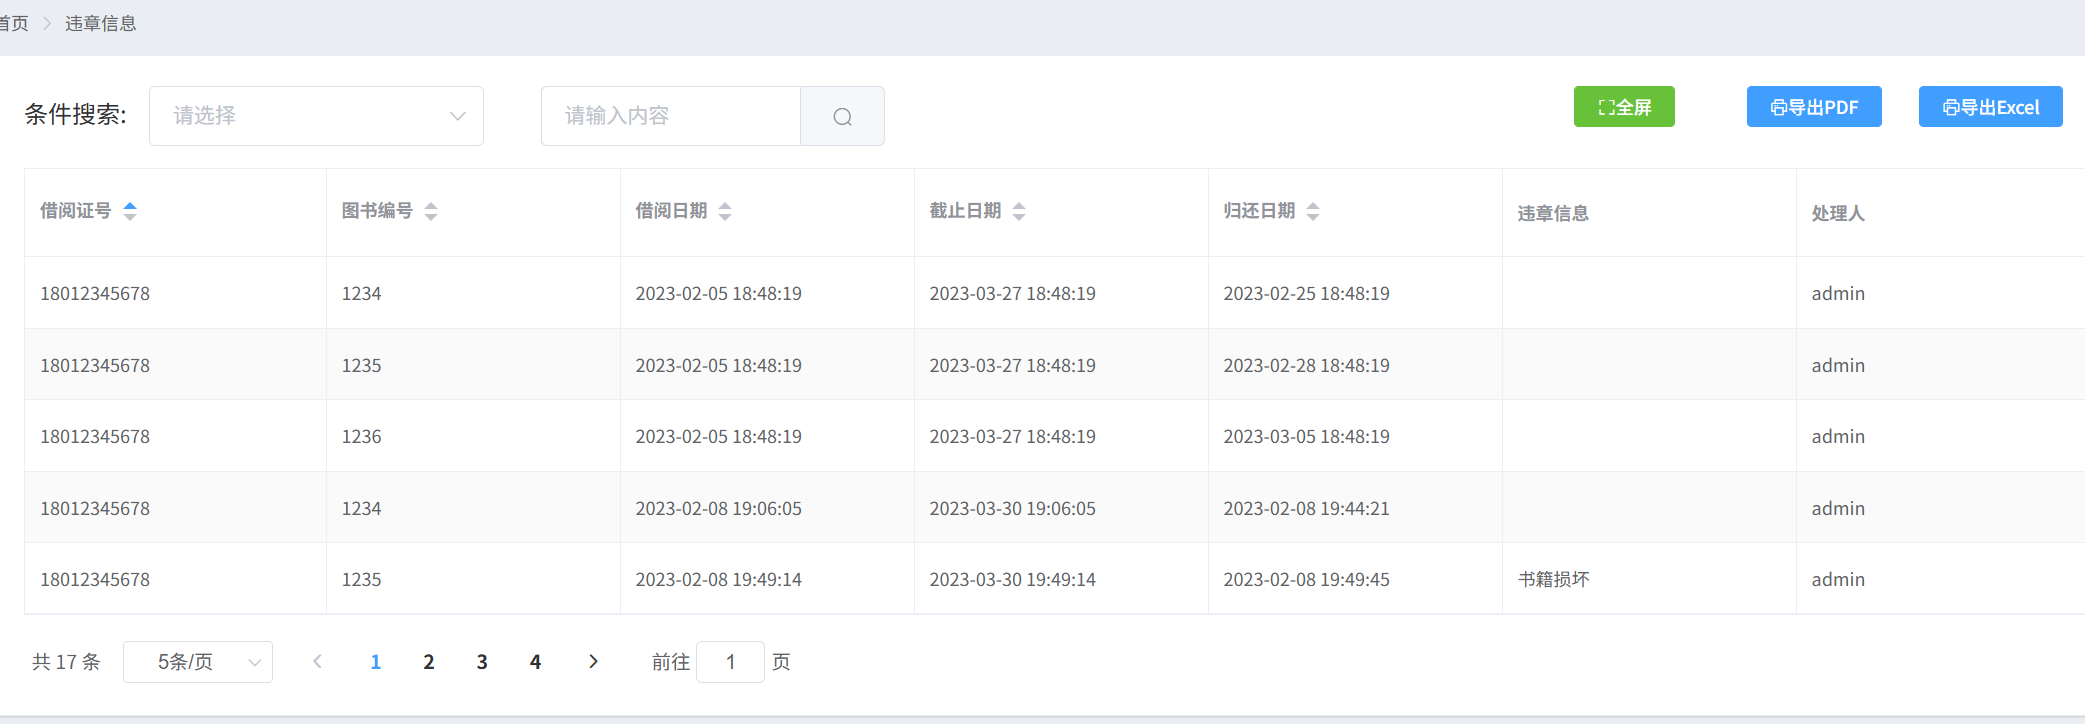 首页 违章信息
条件搜索: 请选择 请输入内容 全屏 导出PDF 导出Excel
借阅证号 图书编号 借阅日期 截止日期 归还日期 违章信息 处理人
18012345678 1234 2023-02-05 18:48:19 2023-03-27 18:48:19 2023-02-25 18:48:19 admin
18012345678 1235 2023-02-05 18:48:19 2023-03-27 18:48:19 2023-02-28 18:48:19 admin
18012345678 1236 2023-02-05 18:48:19 2023-03-27 18:48:19 2023-03-05 18:48:19 admin
18012345678 1234 2023-02-08 19:06:05 2023-03-30 19:06:05 2023-02-08 19:44:21 admin
18012345678 1235 2023-02-08 19:49:14 2023-03-30 19:49:14 2023-02-08 19:49:45 书籍损坏 admin
共 17 条 5条/页 1 2 3 4 前往 1 页